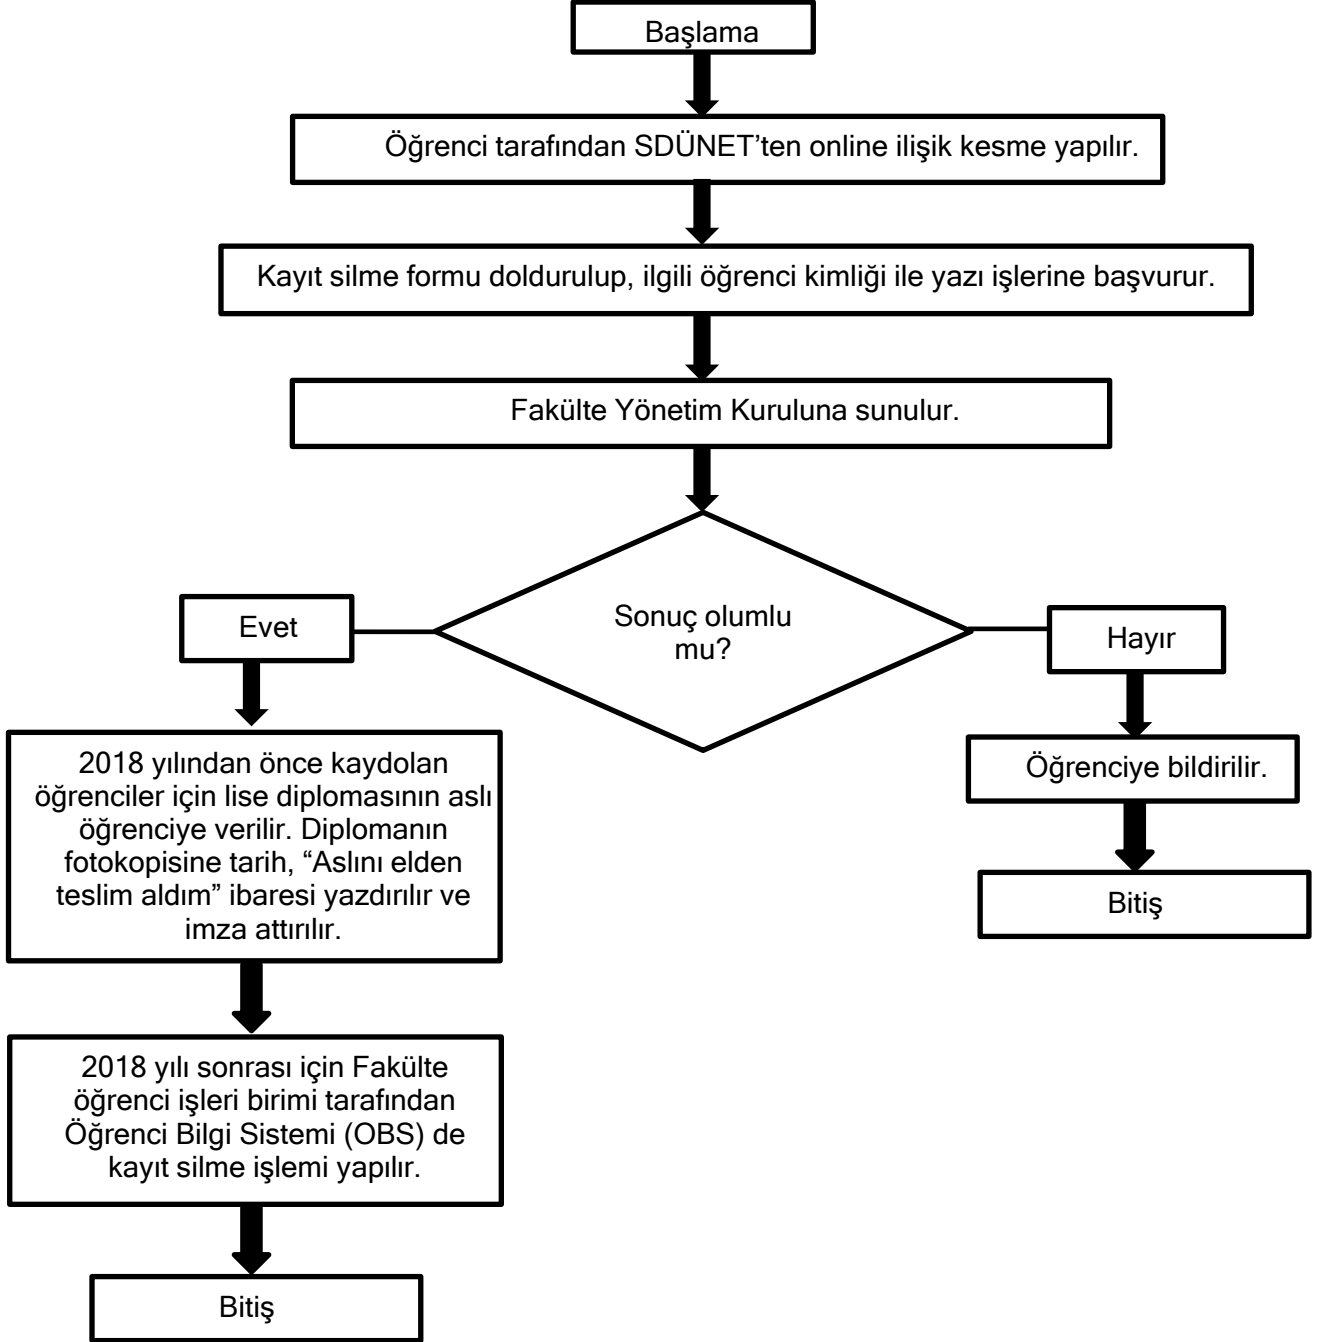 Başlama
Öğrenci tarafından SDÜNET’ten online ilişik kesme yapılır.
Kayıt silme formu doldurulup, ilgili öğrenci kimliği ile yazı işlerine başvurur.
Fakülte Yönetim Kuruluna sunulur.
Sonuç olumlu
mu?
Evet
Hayır
2018 yılından önce kaydolan
öğrenciler için lise diplomasının aslı
öğrenciye verilir. Diplomanın
fotokopisine tarih, “Aslını elden
teslim aldım” ibaresi yazdırılır ve
imza attırılır.
Öğrenciye bildirilir.
Bitiş
2018 yılı sonrası için Fakülte
öğrenci işleri birimi tarafından
Öğrenci Bilgi Sistemi (OBS) de
kayıt silme işlemi yapılır.
Bitiş